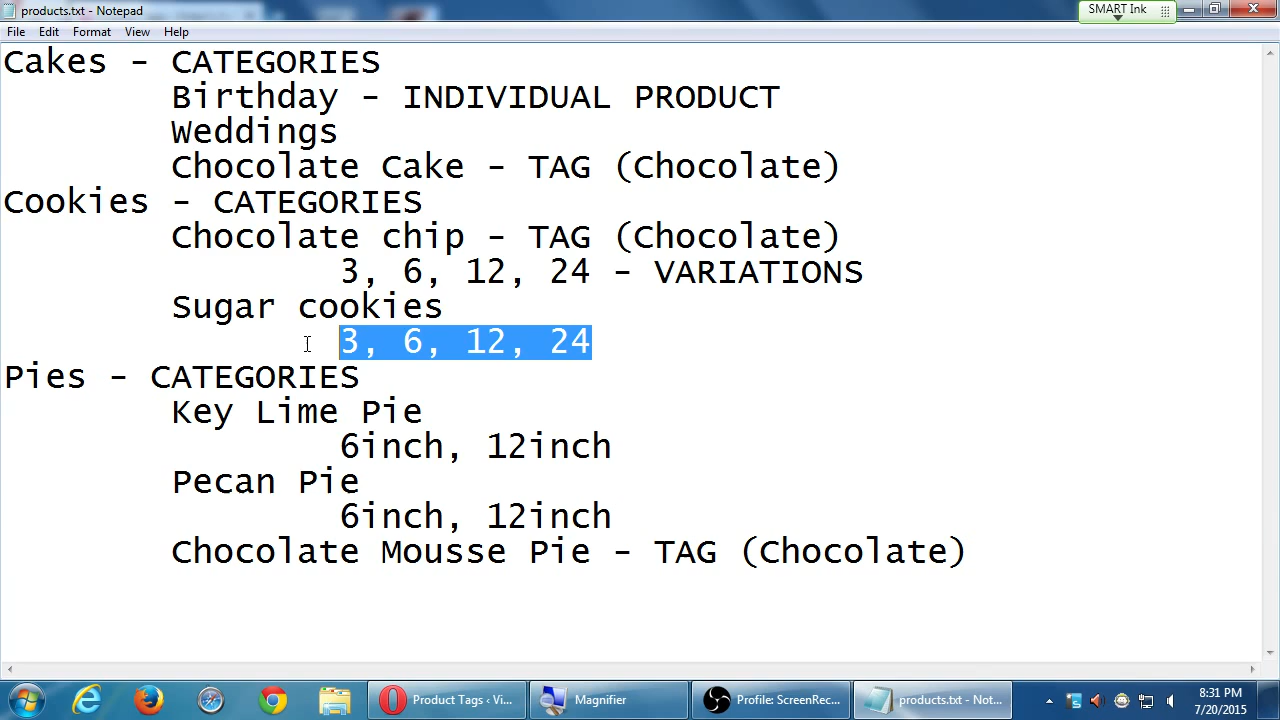 products.txt - Notepad
SMART Ink
File Edit Format View Help
Cakes - CATEGORIES
Birthday - INDIVIDUAL PRODUCT
Weddings
Chocolate Cake - TAG (Chocolate)
Cookies - CATEGORIES
Chocolate chip - TAG (Chocolate)
3, 6, 12, 24 - VARIATIONS
Sugar cookies
3, 6, 12, 24
Pies - CATEGORIES
Key Lime Pie
6inch, 12inch
Pecan Pie
6inch, 12inch
Chocolate Mousse Pie - TAG (Chocolate)
Product Tags ‹ Vi... Magnifier Profile: ScreenRec... products.txt - Not...
8:31 PM
7/20/2015